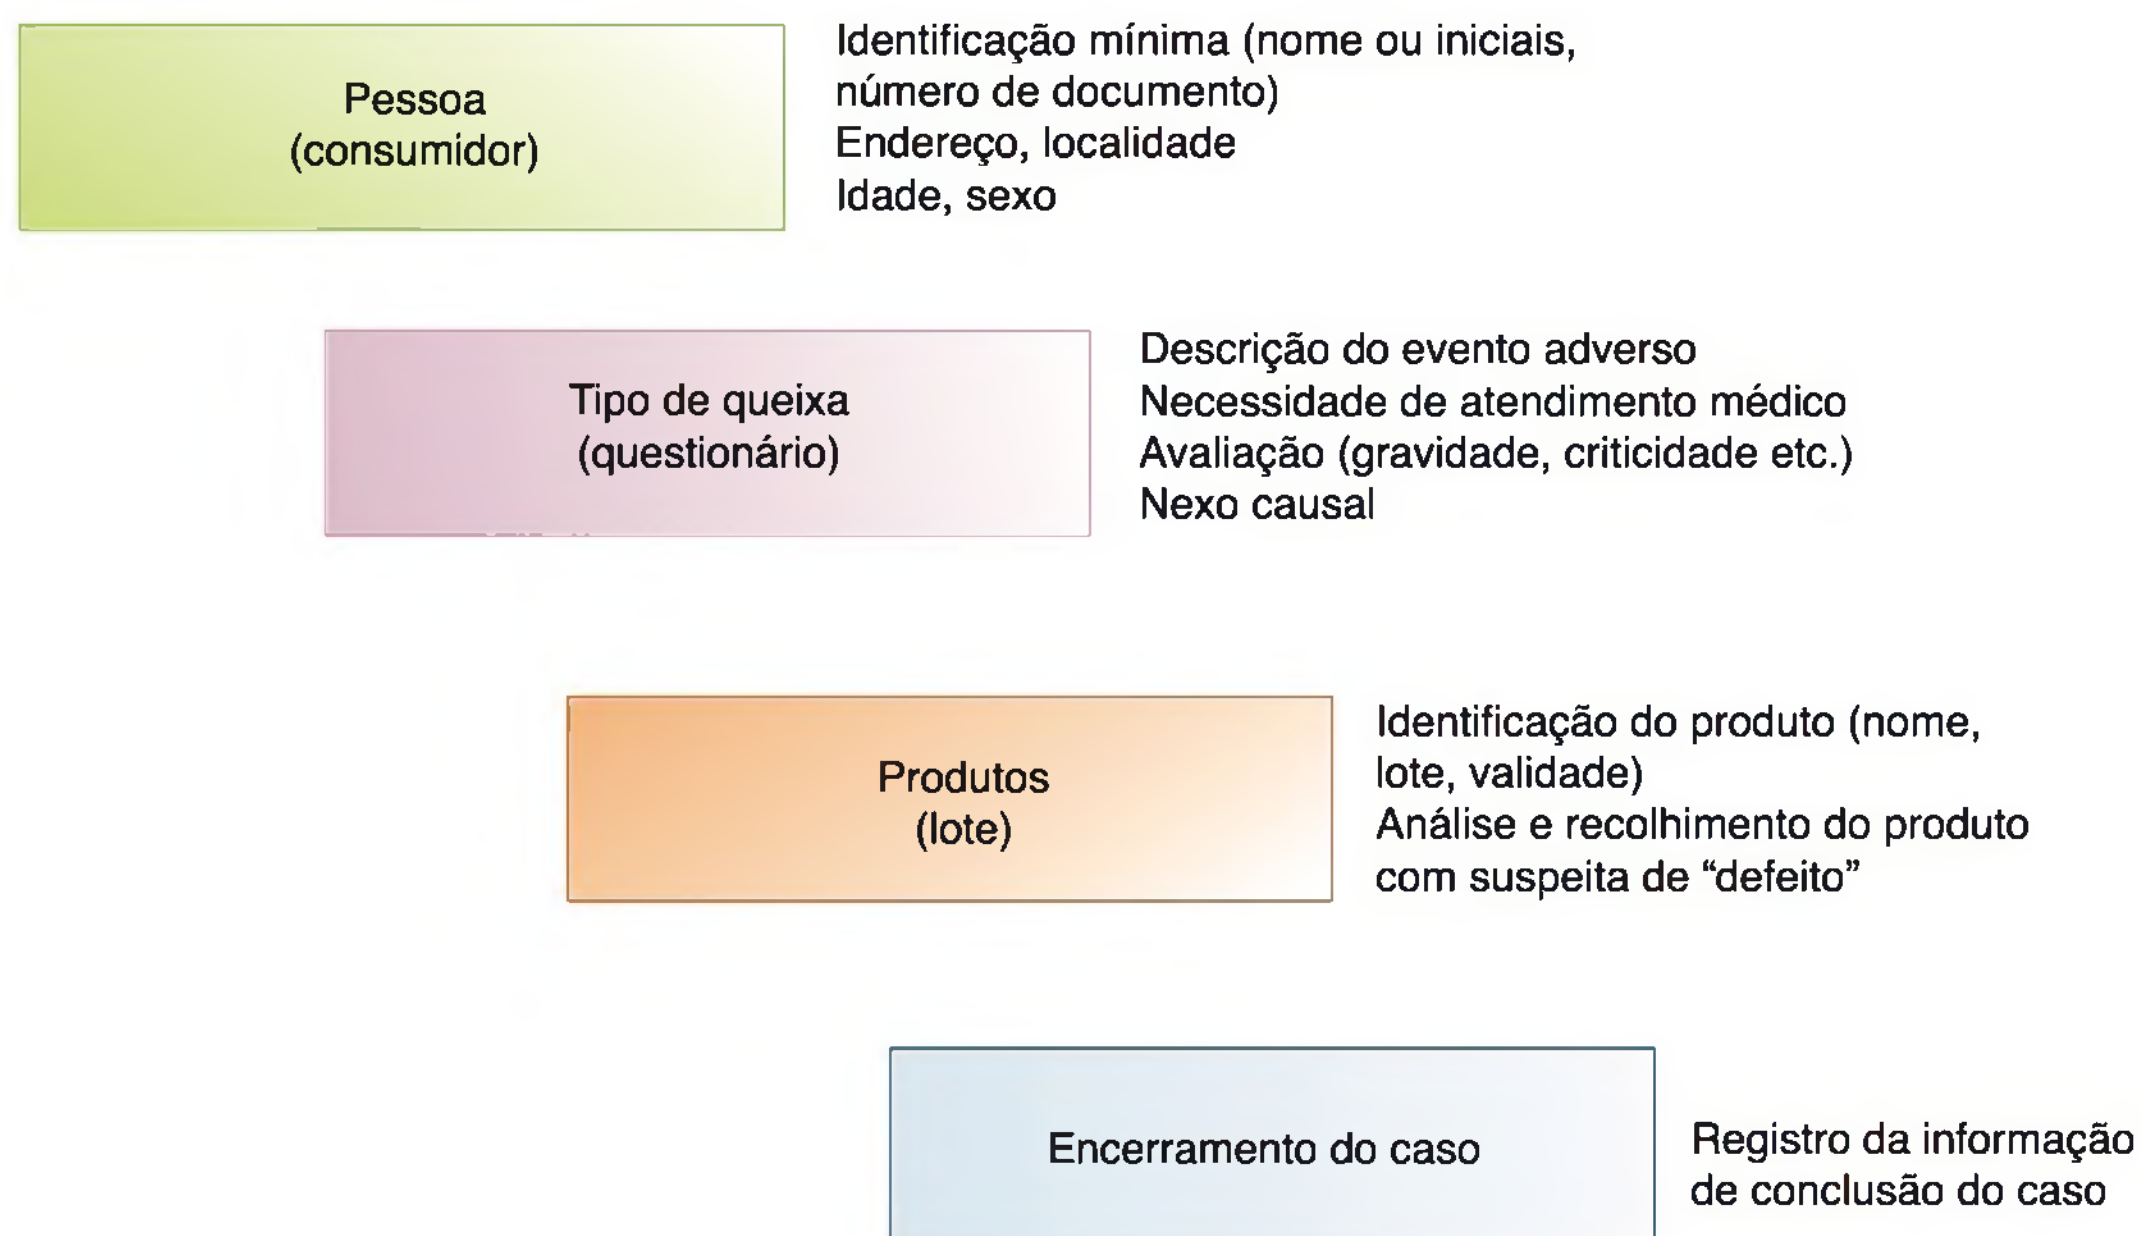 Pessoa
(consumidor)
Identificação mínima (nome ou iniciais,
número de documento)
Endereço, localidade
Idade, sexo
Tipo de queixa
(questionário)
Descrição do evento adverso
Necessidade de atendimento médico
Avaliação (gravidade, criticidade etc.)
Nexo causal
Produtos
(lote)
Identificação do produto (nome,
lote, validade)
Análise e recolhimento do produto
com suspeita de “defeito”
Encerramento do caso
Registro da informação
de conclusão do caso